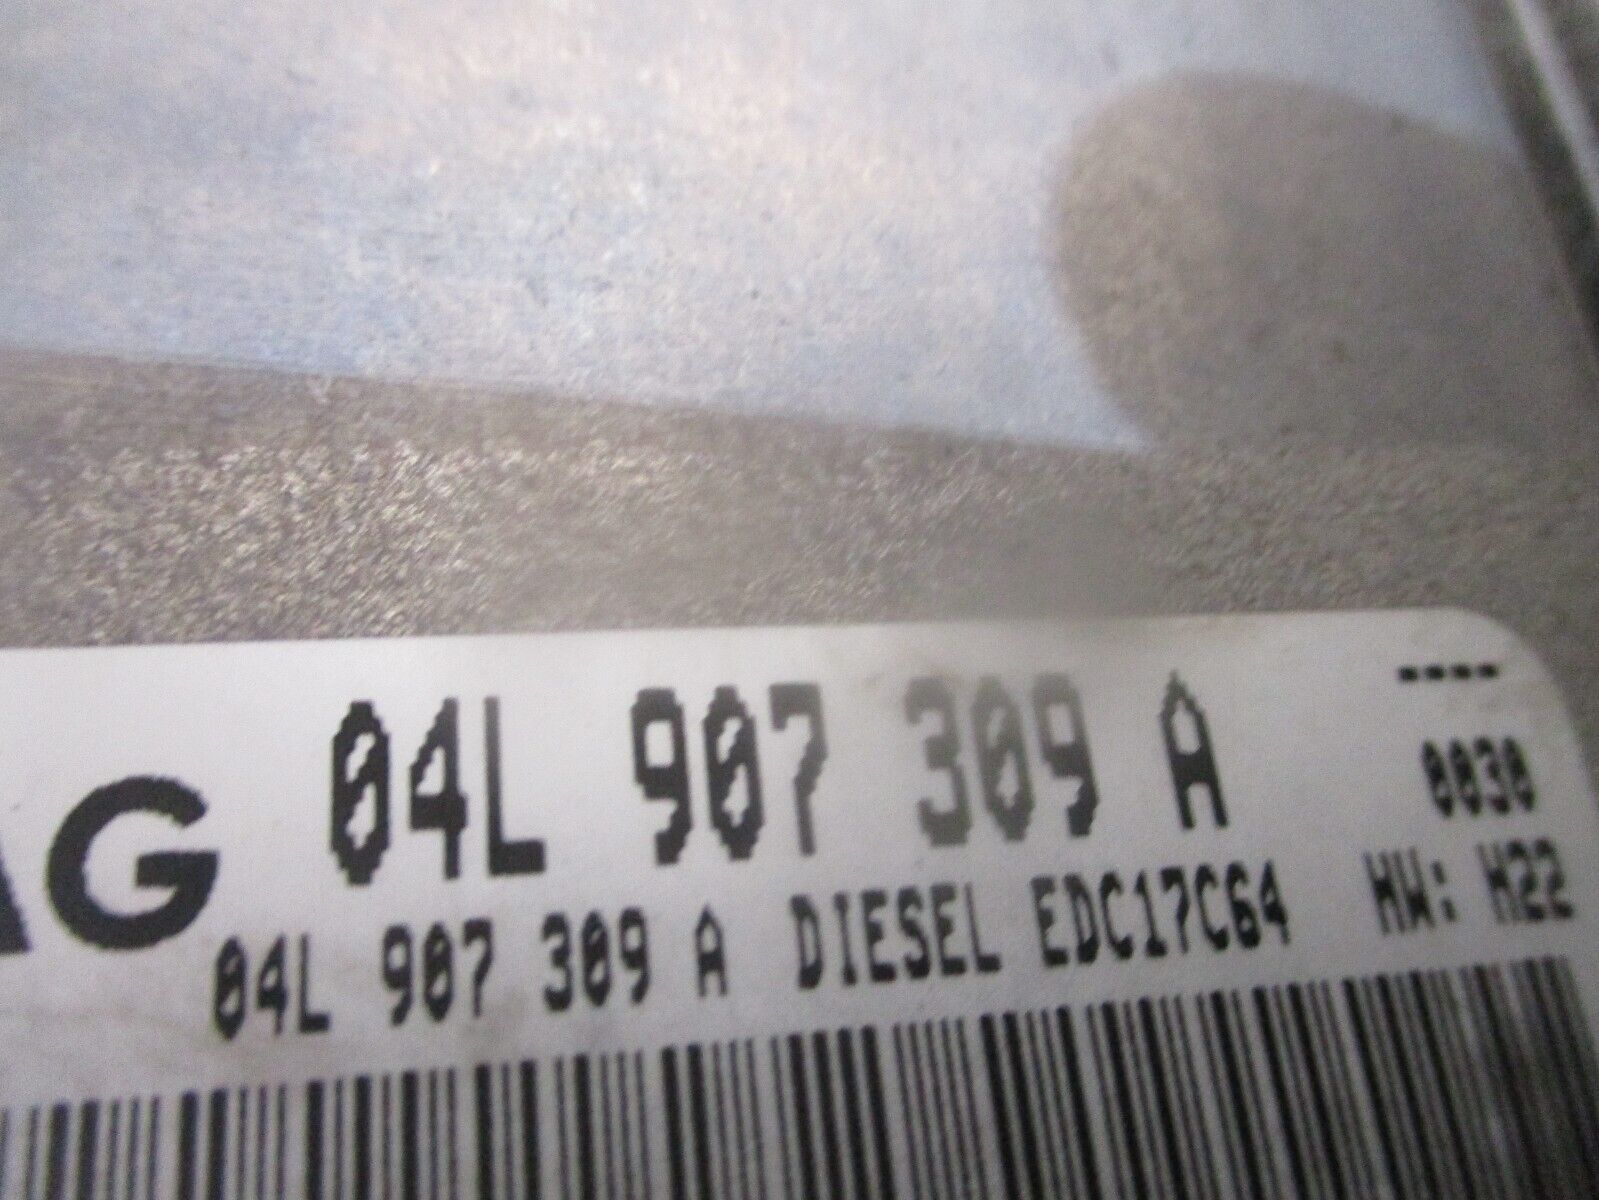 AG 04L 907 309 A ----
0030
04L 907 309 A DIESEL EDC17C64 HW: H22